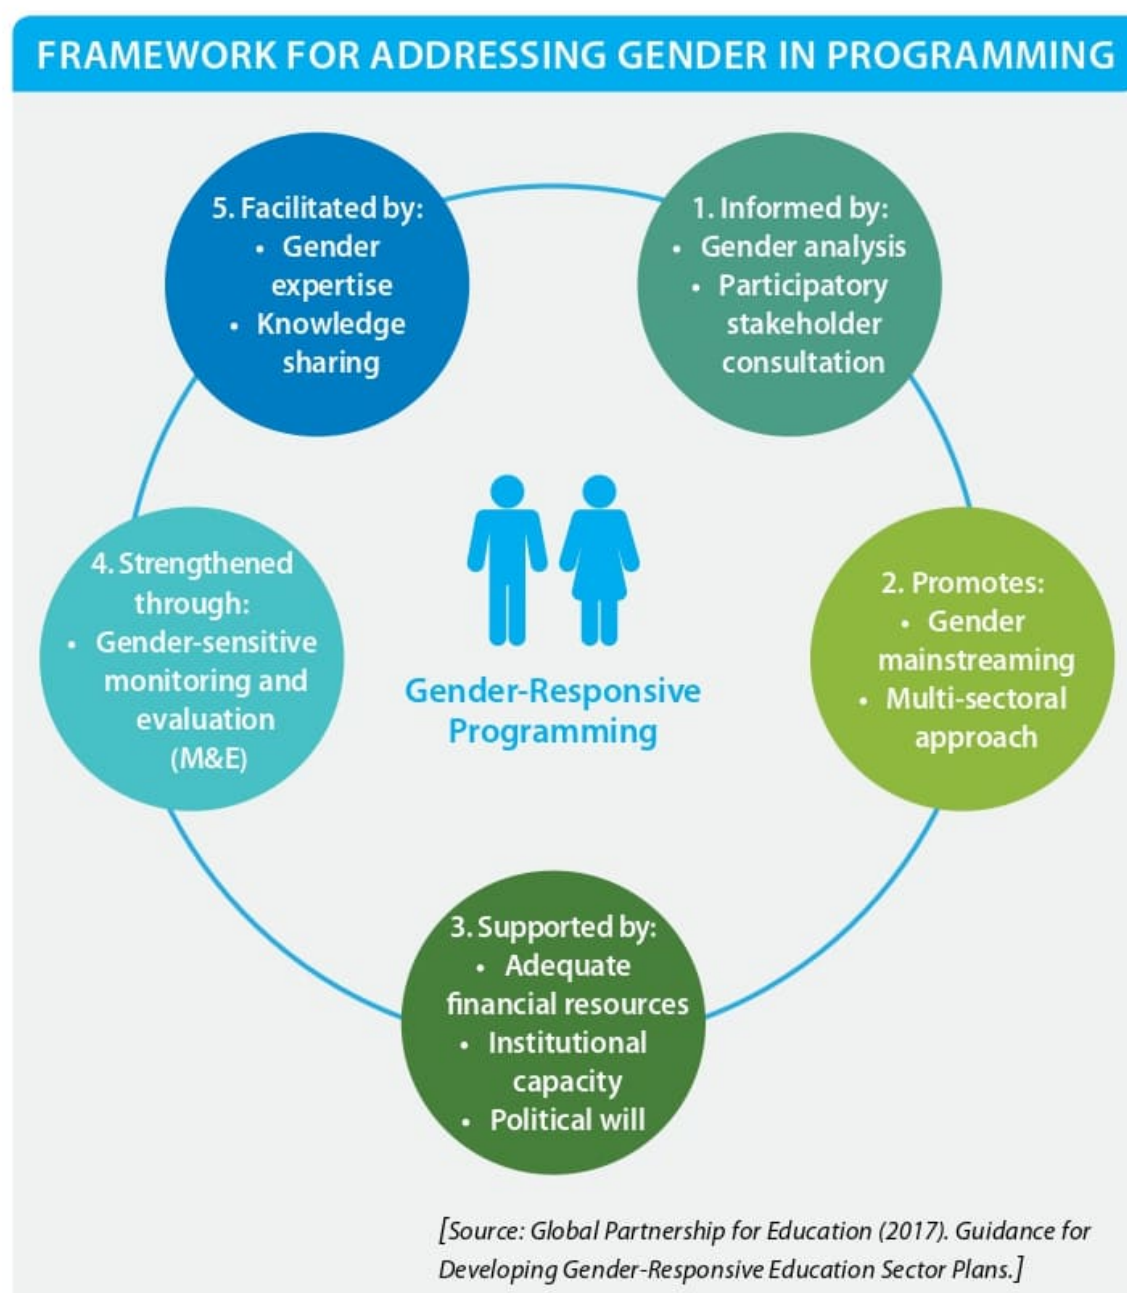 FRAMEWORK FOR ADDRESSING GENDER IN PROGRAMMING
5. Facilitated by:
• Gender
expertise
• Knowledge
sharing
1. Informed by:
• Gender analysis
• Participatory
stakeholder
consultation
4. Strengthened
through:
• Gender-sensitive
monitoring and
evaluation
(M&E)
Gender-Responsive
Programming
2. Promotes:
• Gender
mainstreaming
• Multi-sectoral
approach
3. Supported by:
• Adequate
financial resources
• Institutional
capacity
• Political will
[Source: Global Partnership for Education (2017). Guidance for
Developing Gender-Responsive Education Sector Plans.]